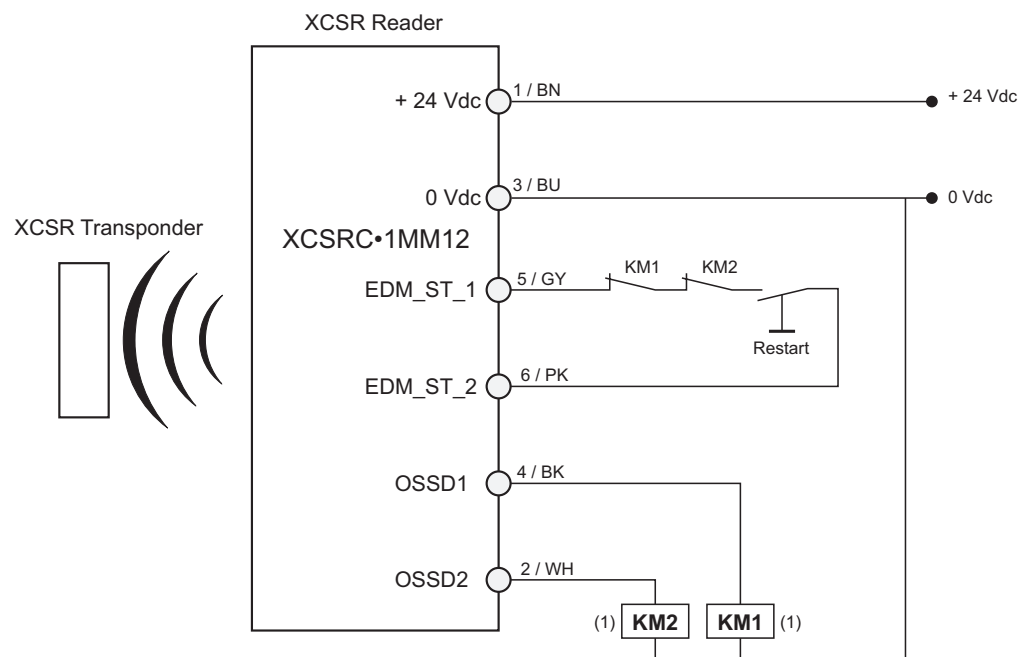 XCSR Reader
+ 24 Vdc
1 / BN
+ 24 Vdc
0 Vdc
3 / BU
0 Vdc
XCSR Transponder
XCSRC•1MM12
EDM_ST_1
5 / GY
KM1
KM2
Restart
EDM_ST_2
6 / PK
OSSD1
4 / BK
OSSD2
2 / WH
(1) KM2
KM1 (1)